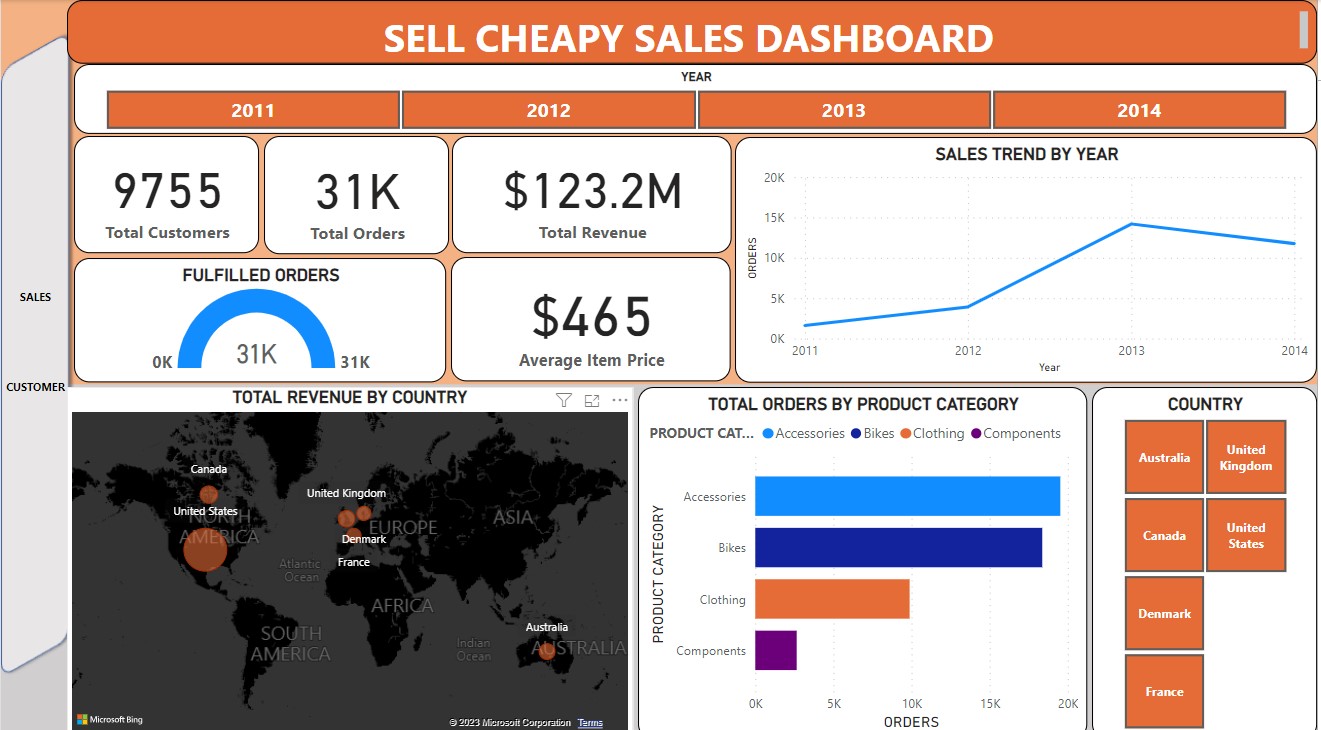 SELL CHEAPY SALES DASHBOARD
YEAR
2011
2012
2013
2014
9755
Total Customers
31K
Total Orders
$123.2M
Total Revenue
SALES TREND BY YEAR
20K
15K
10K
5K
0K
ORDERS
2011
2012
2013
2014
Year
FULFILLED ORDERS
0K
31K
31K
$465
Average Item Price
SALES
CUSTOMER
TOTAL REVENUE BY COUNTRY
Canada
United States
NORTH
AMERICA
United Kingdom
EUROPE
ASIA
Denmark
France
Atlantic
Ocean
AFRICA
SOUTH
AMERICA
Indian
Ocean
Australia
AUSTRALIA
Microsoft Bing
© 2023 Microsoft Corporation
Terms
TOTAL ORDERS BY PRODUCT CATEGORY
PRODUCT CAT...
Accessories
Bikes
Clothing
Components
PRODUCT CATEGORY
Accessories
Bikes
Clothing
Components
0K
5K
10K
15K
20K
ORDERS
COUNTRY
Australia
United
Kingdom
Canada
United
States
Denmark
France